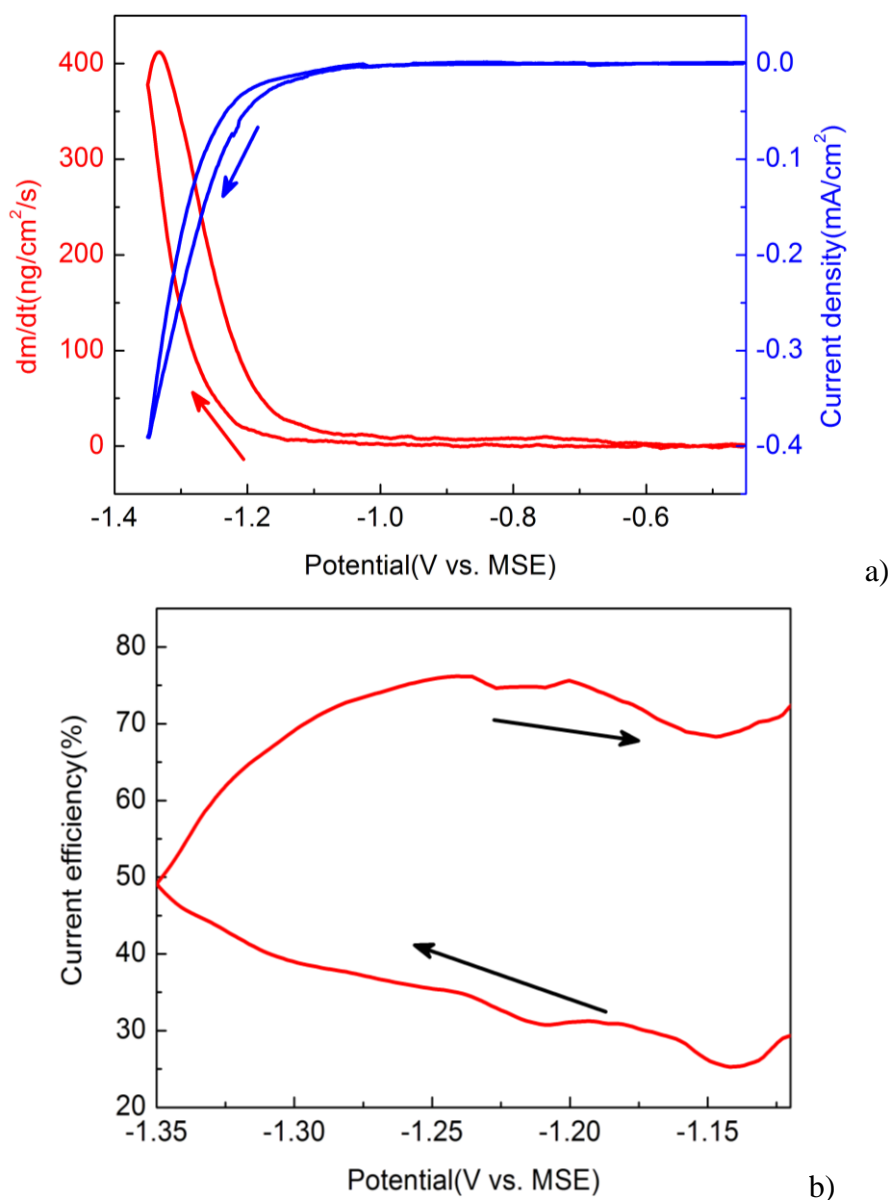 400
300
200
100
0
dm/dt(ng/cm²/s)
0.0
-0.1
-0.2
-0.3
-0.4
Current density(mA/cm²)
-1.4 -1.2 -1.0 -0.8 -0.6
Potential(V vs. MSE)
a)
80
70
60
50
40
30
20
Current efficiency(%)
-1.35 -1.30 -1.25 -1.20 -1.15
Potential(V vs. MSE)
b)